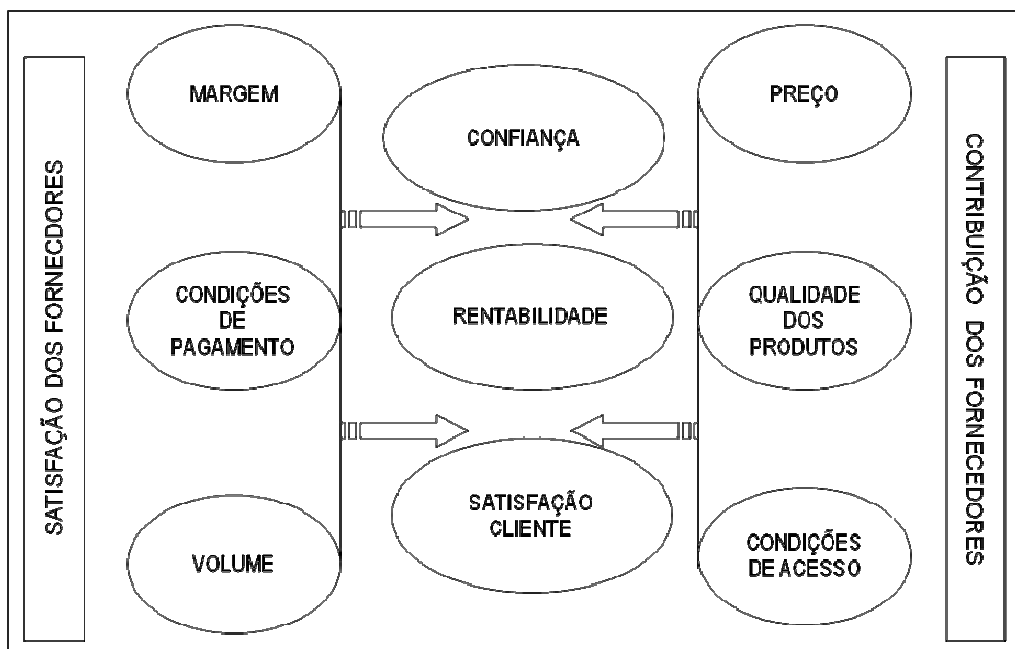 SATISFAÇÃO DOS FORNECDORES
MARGEM
CONDIÇÕES
DE
PAGAMENTO
VOLUME
CONFIANÇA
RENTABILIDADE
SATISFAÇÃO
CLIENTE
PREÇO
QUALIDADE
DOS
PRODUTOS
CONDIÇÕES
DE ACESSO
CONTRIBUIÇÃO DOS FORNECEDORES